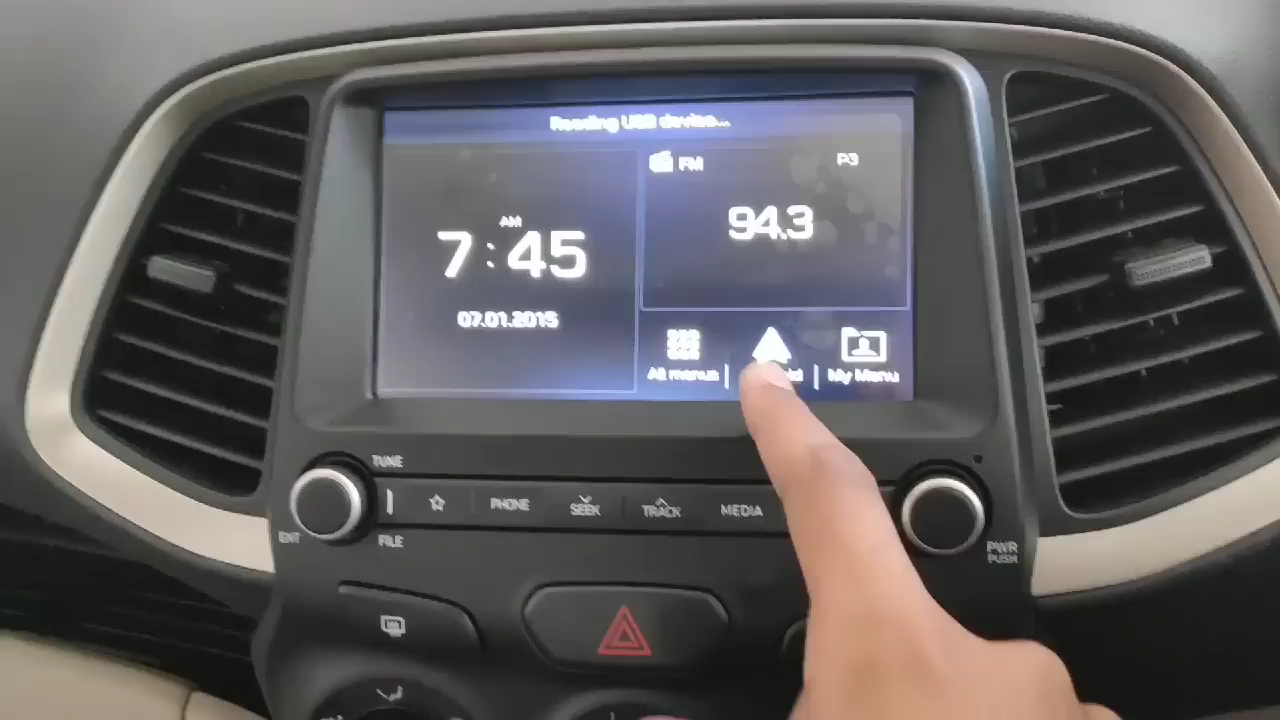 Reading USB device...
AM
7:45
07.01.2015
FM
P3
94.3
All menus
My Menu
TUNE
PHONE
SEEK
TRACK
MEDIA
ENT
FILE
PWR
PUSH